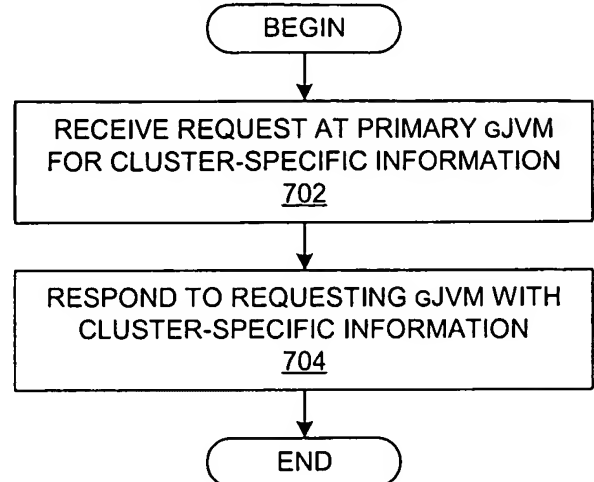 BEGIN
RECEIVE REQUEST AT PRIMARY GJVM
FOR CLUSTER-SPECIFIC INFORMATION
702
RESPOND TO REQUESTING GJVM WITH
CLUSTER-SPECIFIC INFORMATION
704
END